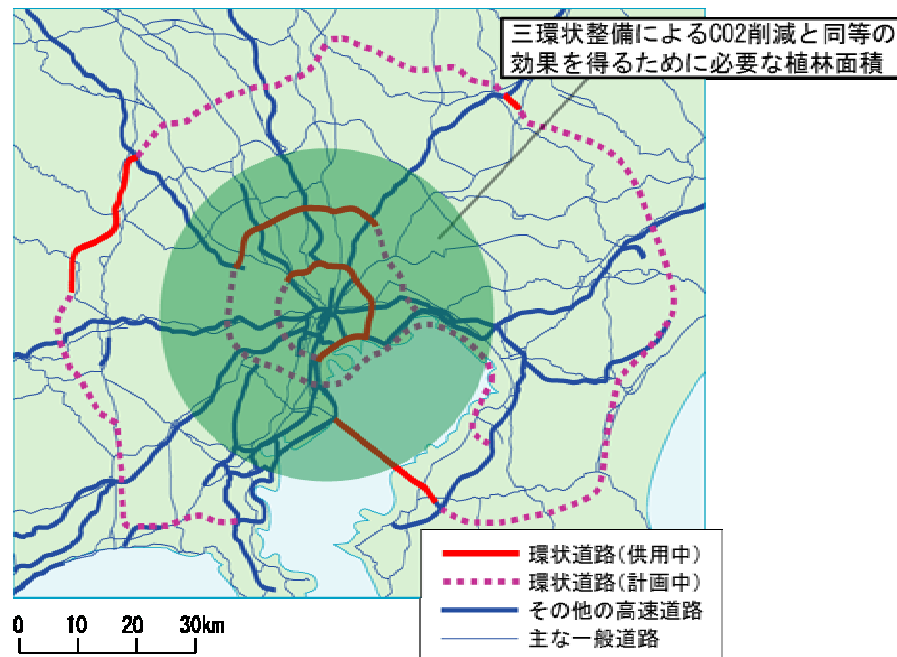 三環状整備によるCO2削減と同等の
効果を得るために必要な植林面積
環状道路(供用中)
環状道路(計画中)
その他の高速道路
主な一般道路
0 10 20 30km